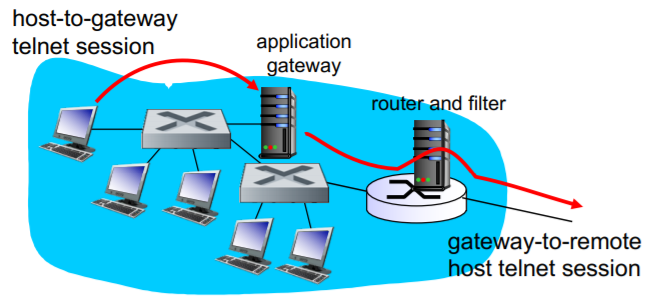 host-to-gateway
telnet session
application
gateway
router and filter
gateway-to-remote
host telnet session